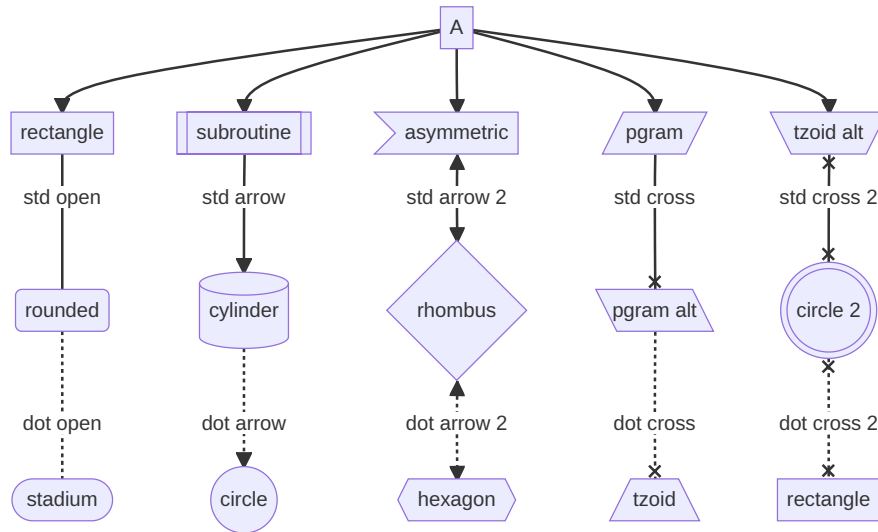 A
rectangle
subroutine
asymmetric
pgram
tzoid alt
std open
std arrow
std arrow 2
std cross
std cross 2
rounded
cylinder
rhombus
pgram alt
circle 2
dot open
dot arrow
dot arrow 2
dot cross
dot cross 2
stadium
circle
hexagon
tzoid
rectangle